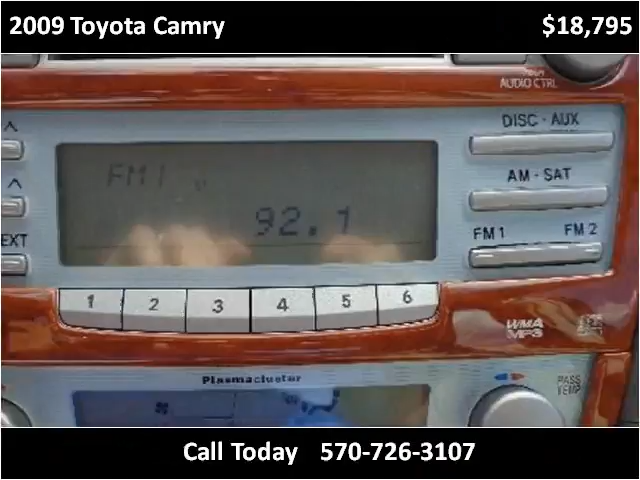 2009 Toyota Camry $18,795
AUDIO CTRL
DISC · AUX
FM1
AM - SAT
92.1
EXT
FM 1 FM 2
1 2 3 4 5 6
WMA
MP3
Plasmacluster
PASS
TEMP
Call Today 570-726-3107